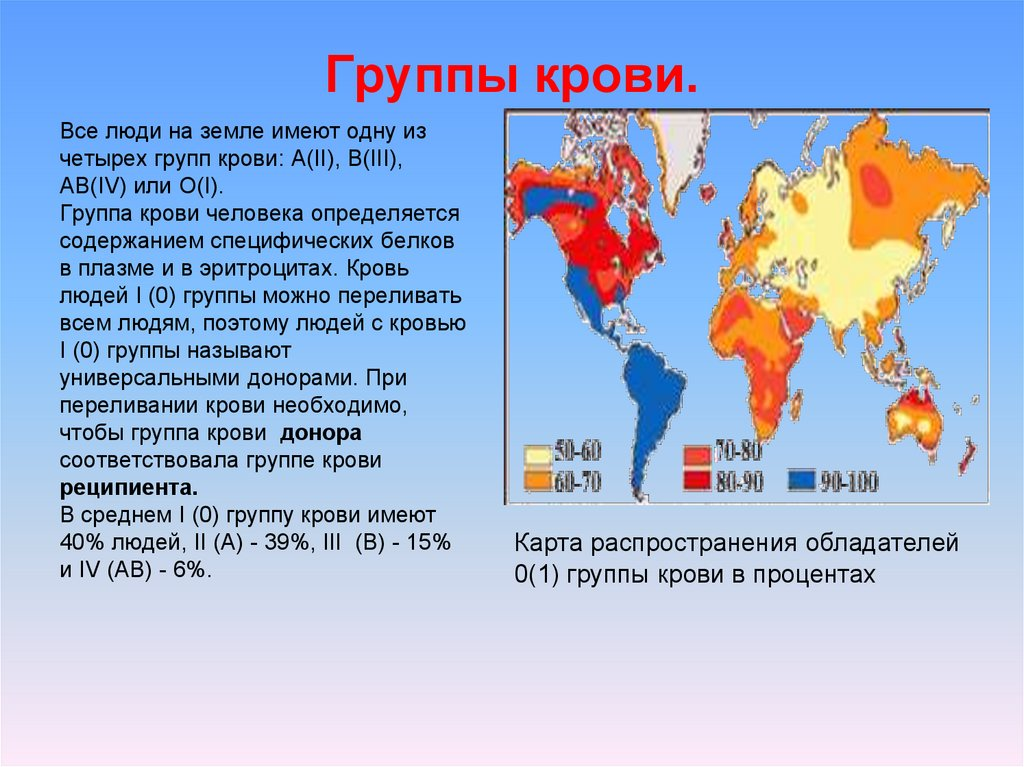 Группы крови.
Все люди на земле имеют одну из
четырех групп крови: A(II), B(III),
AB(IV) или O(I).
Группа крови человека определяется
содержанием специфических белков
в плазме и в эритроцитах. Кровь
людей I (0) группы можно переливать
всем людям, поэтому людей с кровью
I (0) группы называют
универсальными донорами. При
переливании крови необходимо,
чтобы группа крови  донора
соответствовала группе крови
реципиента.
В среднем I (0) группу крови имеют
40% людей, II (A) - 39%, III  (B) - 15%
и IV (AB) - 6%.
50-60
60-70
70-80
80-90
90-100
Карта распространения обладателей
0(1) группы крови в процентах